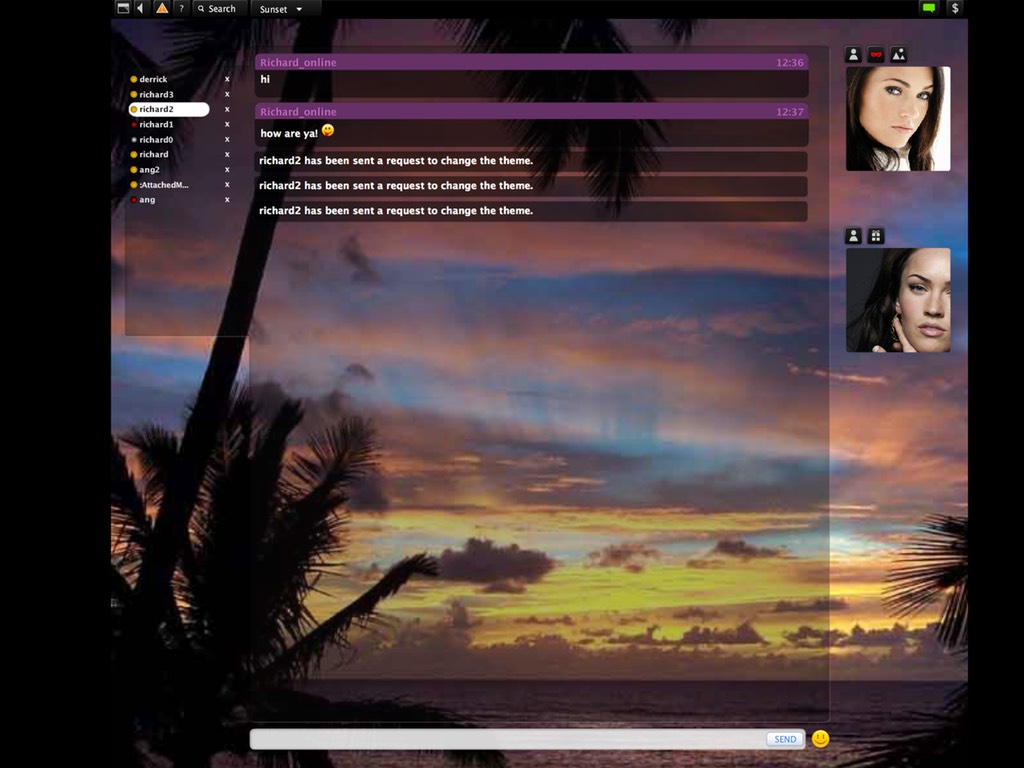 ? Search Sunset $
Richard_online 12:36
hi
derrick x
richard3 x
richard2 x
richard1 x
richard0 x
richard x
ang2 x
:AttachedM... x
ang x
Richard_online 12:37
how are ya!
richard2 has been sent a request to change the theme.
richard2 has been sent a request to change the theme.
richard2 has been sent a request to change the theme.
SEND